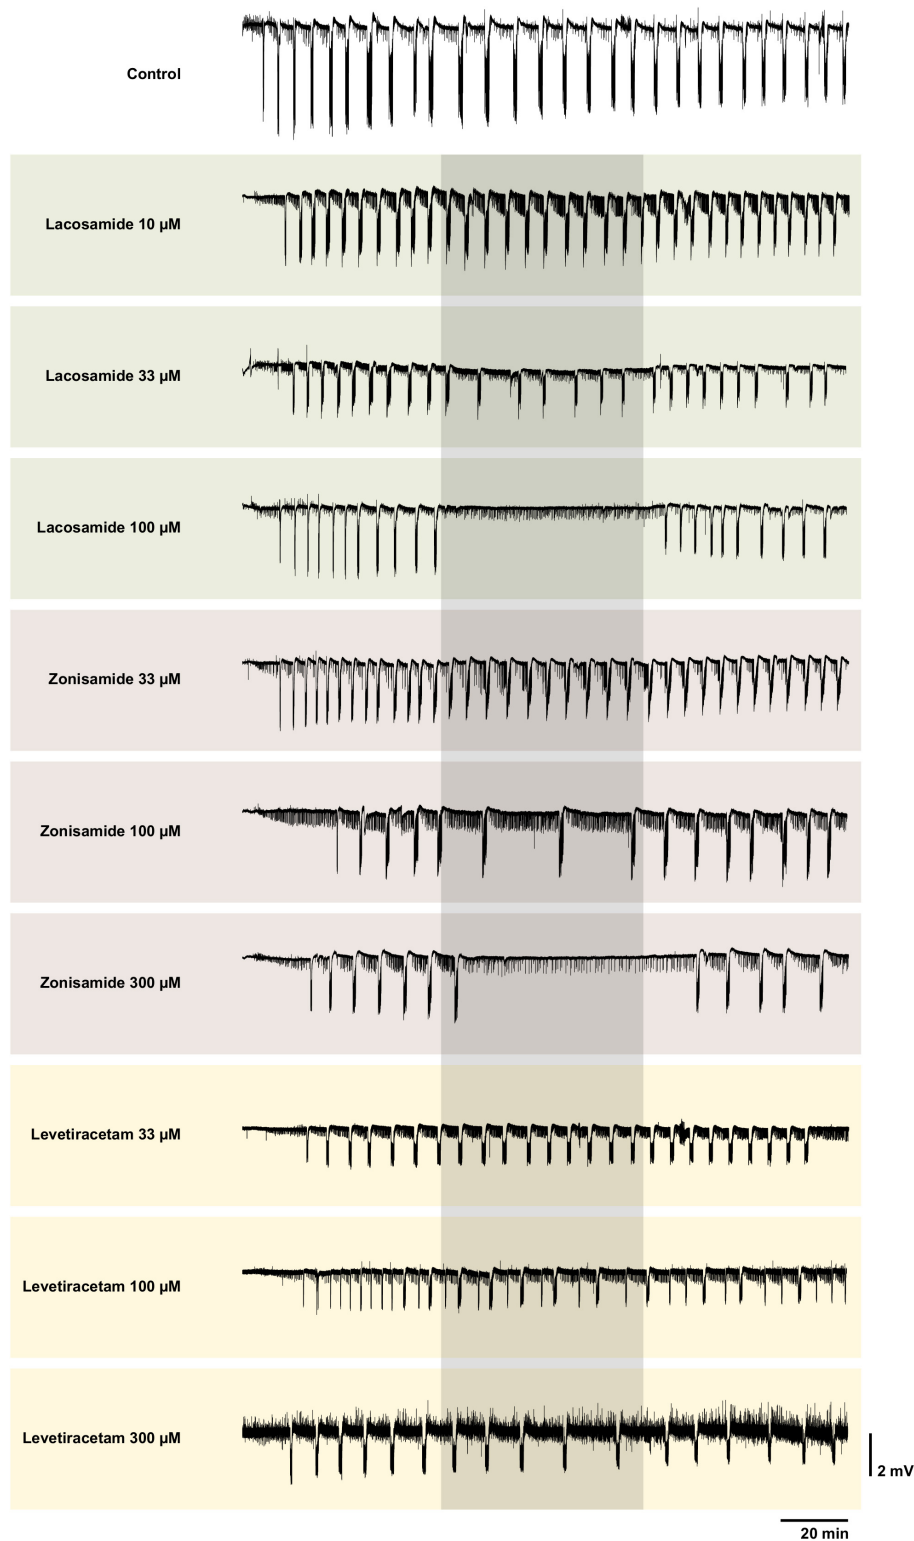 Control
Lacosamide 10 µM
Lacosamide 33 µM
Lacosamide 100 µM
Zonisamide 33 µM
Zonisamide 100 µM
Zonisamide 300 µM
Levetiracetam 33 µM
Levetiracetam 100 µM
Levetiracetam 300 µM
2 mV
20 min